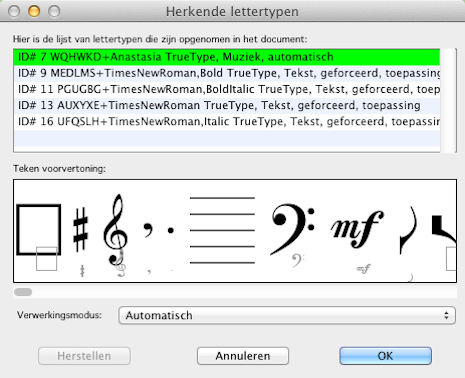 Herkende lettertypen
Hier is de lijst van lettertypen die zijn opgenomen in het document:
ID# 7 WQHWKD+Anastasia TrueType, Muziek, automatisch
ID# 9 MEDLMS+TimesNewRoman,Bold TrueType, Tekst, geforceerd, toepassing
ID# 11 PGUGBG+TimesNewRoman,BoldItalic TrueType, Tekst, geforceerd, toep
ID# 13 AUXYXE+TimesNewRoman TrueType, Tekst, geforceerd, toepassing
ID# 16 UFQSLH+TimesNewRoman,Italic TrueType, Tekst, geforceerd, toepassin
Teken voorvertoning:
mf
mf
Verwerkingsmodus:
Automatisch
Herstellen
Annuleren
OK